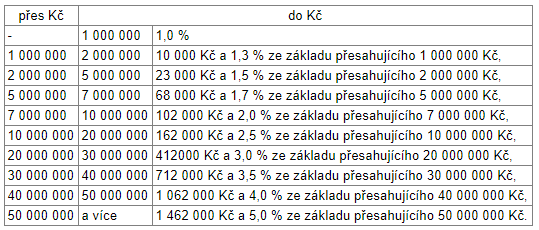 přes Kč do Kč
- 1 000 000 1,0 %
1 000 000 2 000 000 10 000 Kč a 1,3 % ze základu přesahujícího 1 000 000 Kč,
2 000 000 5 000 000 23 000 Kč a 1,5 % ze základu přesahujícího 2 000 000 Kč,
5 000 000 7 000 000 68 000 Kč a 1,7 % ze základu přesahujícího 5 000 000 Kč,
7 000 000 10 000 000 102 000 Kč a 2,0 % ze základu přesahujícího 7 000 000 Kč,
10 000 000 20 000 000 162 000 Kč a 2,5 % ze základu přesahujícího 10 000 000 Kč,
20 000 000 30 000 000 412000 Kč a 3,0 % ze základu přesahujícího 20 000 000 Kč,
30 000 000 40 000 000 712 000 Kč a 3,5 % ze základu přesahujícího 30 000 000 Kč,
40 000 000 50 000 000 1 062 000 Kč a 4,0 % ze základu přesahujícího 40 000 000 Kč,
50 000 000 a více 1 462 000 Kč a 5,0 % ze základu přesahujícího 50 000 000 Kč.